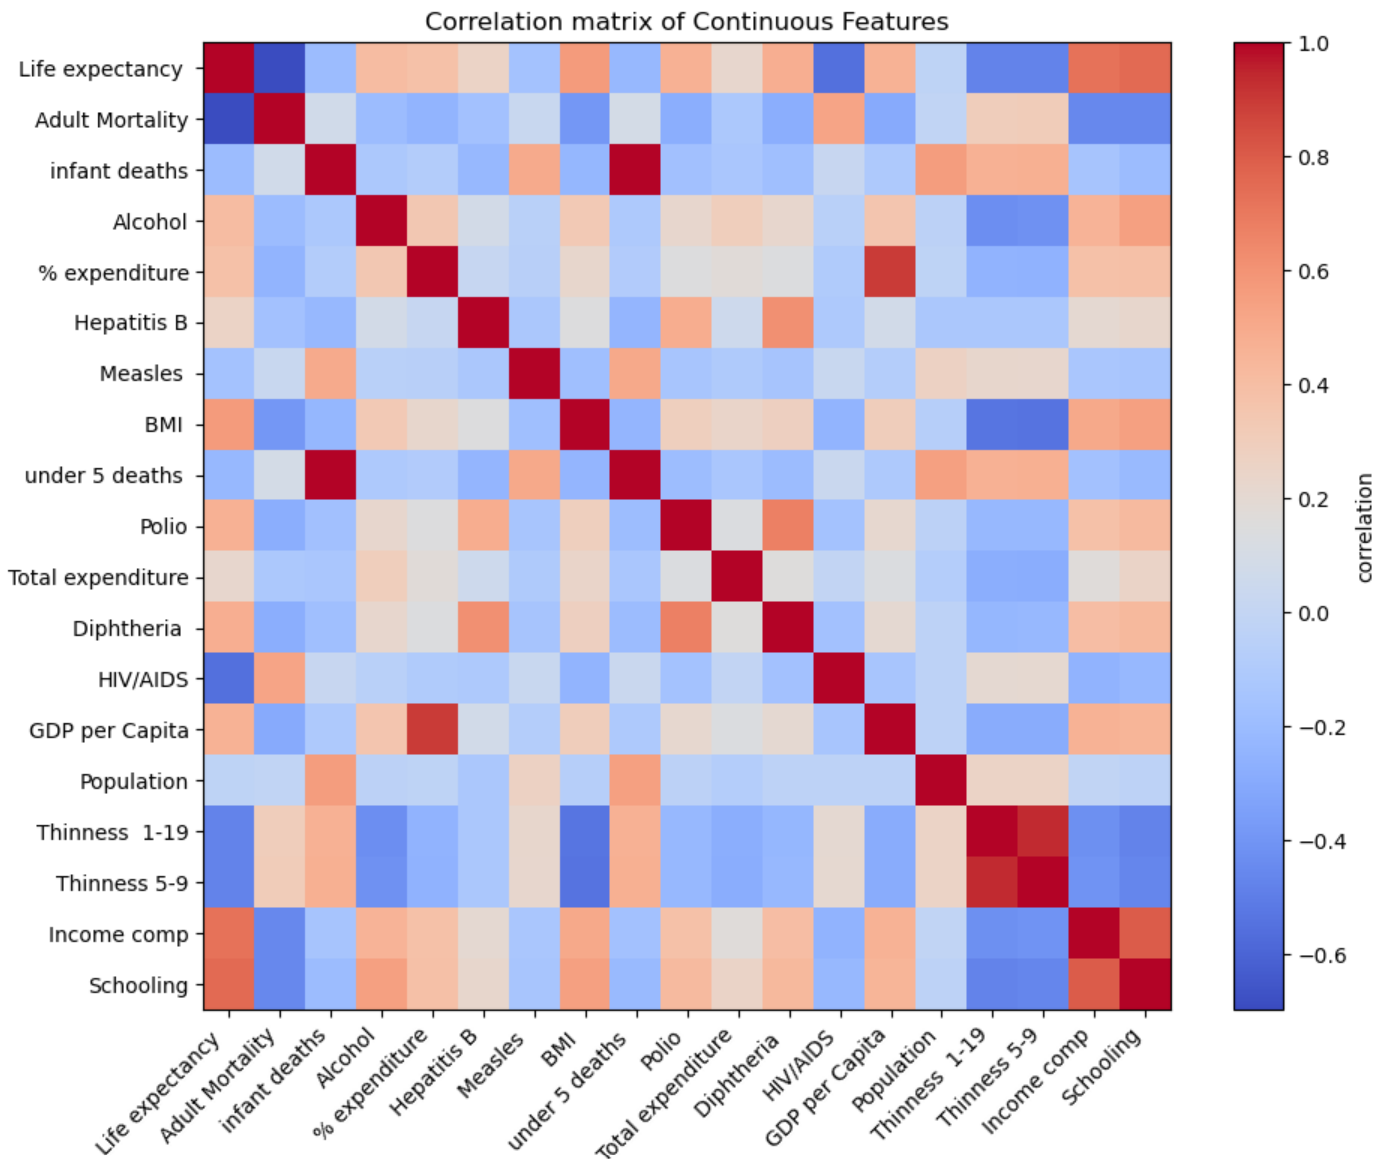 Correlation matrix of Continuous Features
Life expectancy
Adult Mortality
infant deaths
Alcohol
% expenditure
Hepatitis B
Measles
BMI
under 5 deaths
Polio
Total expenditure
Diphtheria
HIV/AIDS
GDP per Capita
Population
Thinness  1-19
Thinness 5-9
Income comp
Schooling
Life expectancy
Adult Mortality
infant deaths
Alcohol
% expenditure
Hepatitis B
Measles
BMI
under 5 deaths
Polio
Total expenditure
Diphtheria
HIV/AIDS
GDP per Capita
Population
Thinness  1-19
Thinness 5-9
Income comp
Schooling
1.0
0.8
0.6
0.4
0.2
0.0
−0.2
−0.4
−0.6
correlation